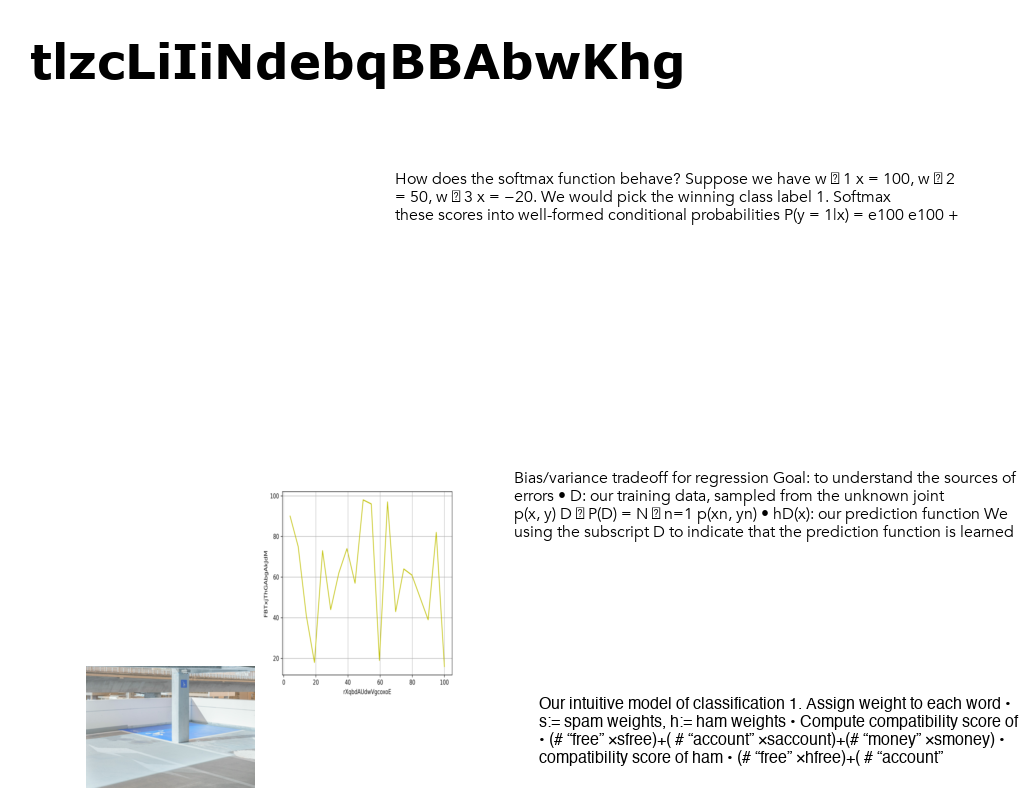 tlzcLiIiNdebqBBAbwKhg
How does the softmax function behave? Suppose we have w 1 x = 100, w 2
= 50, w 3 x = −20. We would pick the winning class label 1. Softmax
these scores into well-formed conditional probabilities P(y = 1|x) = e100 e100 +
Bias/variance tradeoff for regression Goal: to understand the sources of
errors • D: our training data, sampled from the unknown joint
p(x, y) D P(D) = N n=1 p(xn, yn) • hD(x): our prediction function We
using the subscript D to indicate that the prediction function is learned
100
80
60
40
20
0 20 40 60 80 100
Our intuitive model of classification 1. Assign weight to each word •
s:= spam weights, h:= ham weights • Compute compatibility score of
• (# “free” ×sfree)+( # “account” ×saccount)+(# “money” ×smoney) •
compatibility score of ham • (# “free” ×hfree)+( # “account”